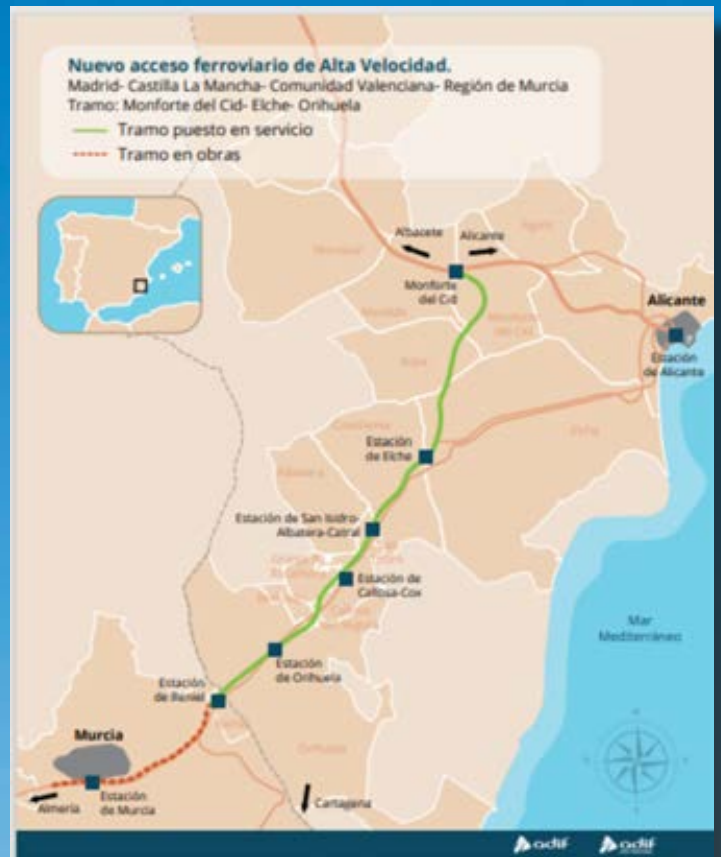 Nuevo acceso ferroviario de Alta Velocidad.
Madrid- Castilla La Mancha- Comunidad Valenciana- Región de Murcia
Tramo: Monforte del Cid- Elche- Orihuela
Tramo puesto en servicio
Tramo en obras
Albacete
Alicante
Monforte
del Cid
Alicante
Estación
de Alicante
Estación
de Elche
Estación de San Isidro-
Albatera-Catral
Estación de
Callosa-Cox
Mar
Mediterráneo
Estación
de Orihuela
Estación
de Beniel
Murcia
Orihuela
Estación
de Murcia
Almería
Cartagena
adif
adif